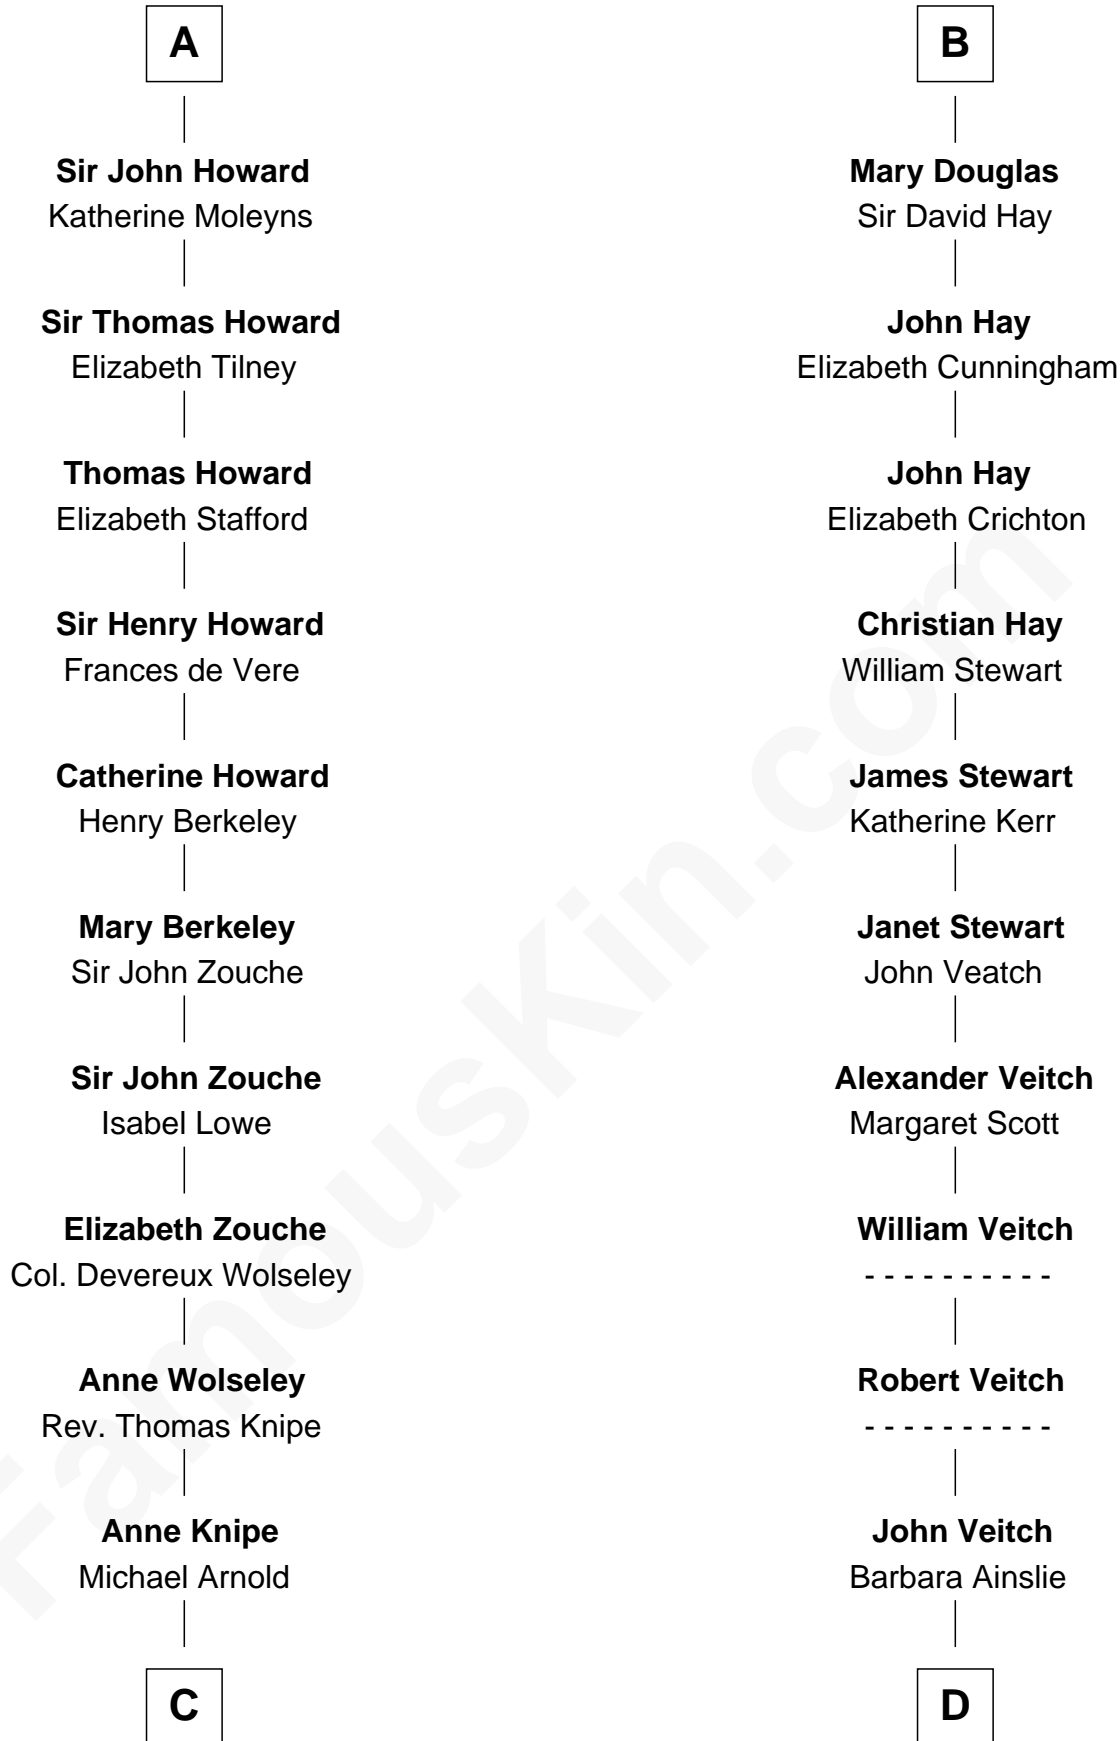 A
Sir John Howard
Katherine Moleyns
Sir Thomas Howard
Elizabeth Tilney
Thomas Howard
Elizabeth Stafford
Sir Henry Howard
Frances de Vere
Catherine Howard
Henry Berkeley
Mary Berkeley
Sir John Zouche
Sir John Zouche
Isabel Lowe
Elizabeth Zouche
Col. Devereux Wolseley
Anne Wolseley
Rev. Thomas Knipe
Anne Knipe
Michael Arnold
C
B
Mary Douglas
Sir David Hay
John Hay
Elizabeth Cunningham
John Hay
Elizabeth Crichton
Christian Hay
William Stewart
James Stewart
Katherine Kerr
Janet Stewart
John Veatch
Alexander Veitch
Margaret Scott
William Veitch
- - - - - - - - - -
Robert Veitch
- - - - - - - - - -
John Veitch
Barbara Ainslie
D
FamousKin.com